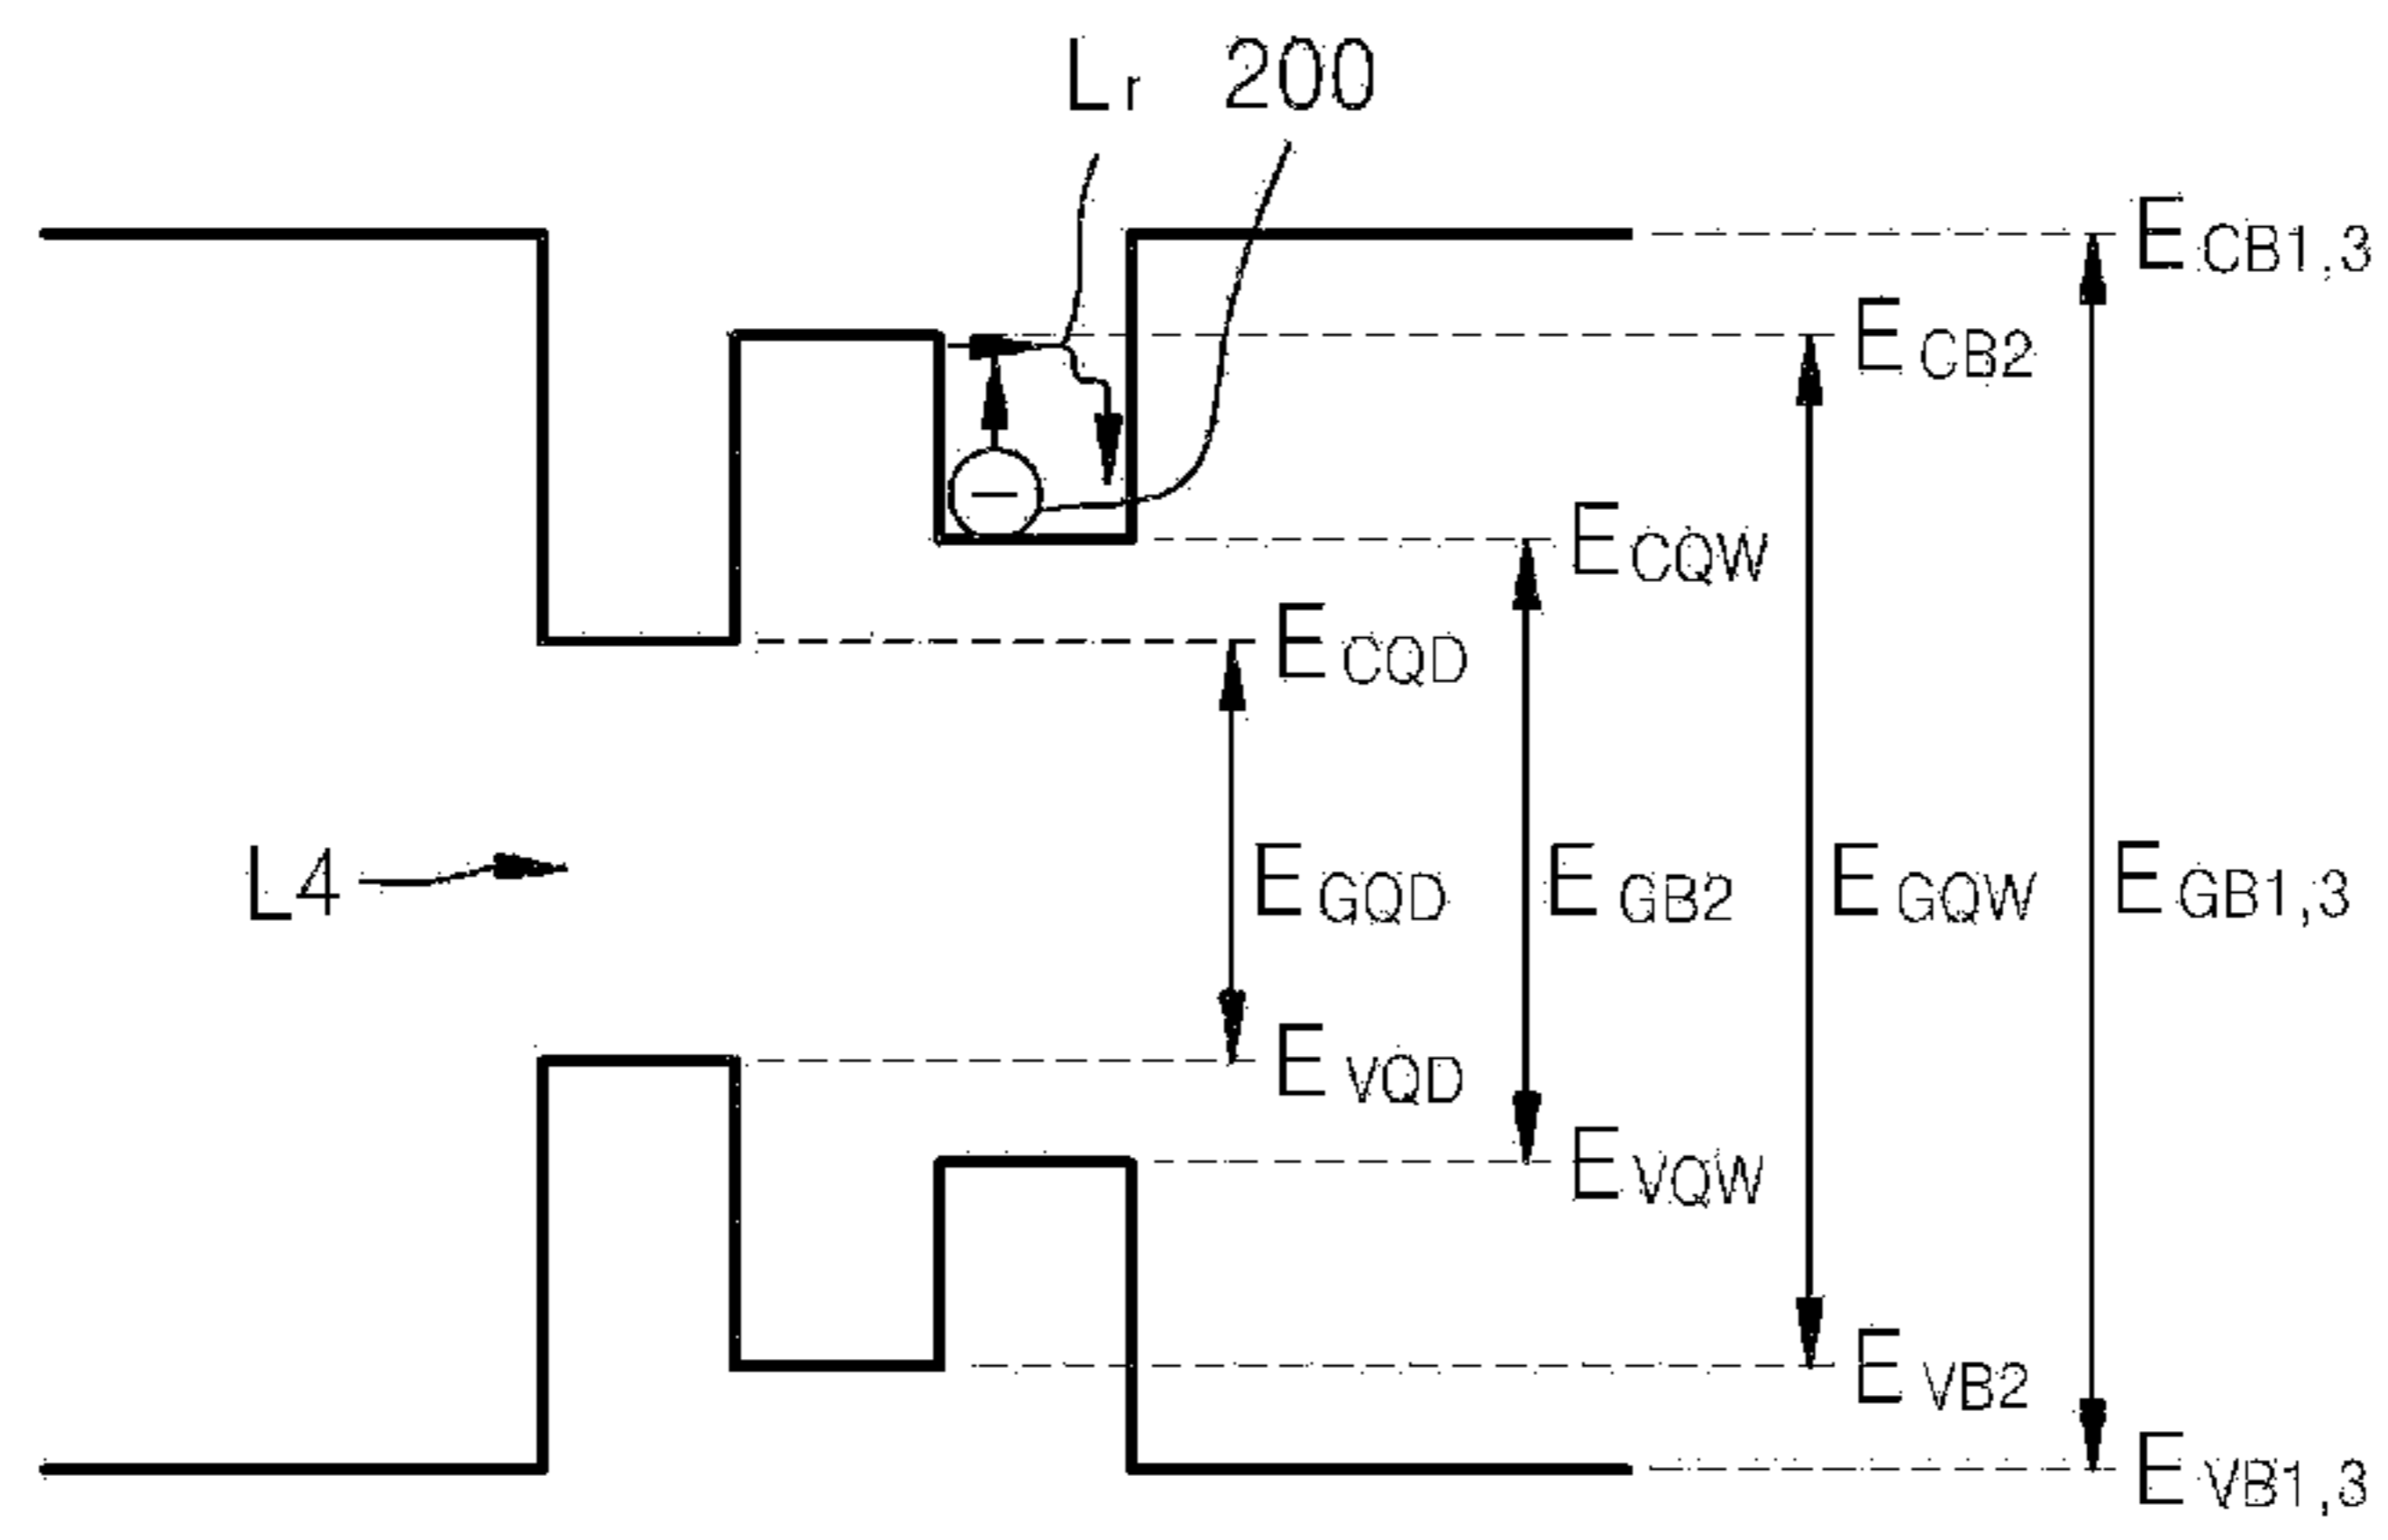 Lr 200
ECB1,3
ECB2
ECQW
ECQD
L4 EGQD EGB2 EGQW EGB1,3
EVQD
EVQW
EVB2
EVB1,3